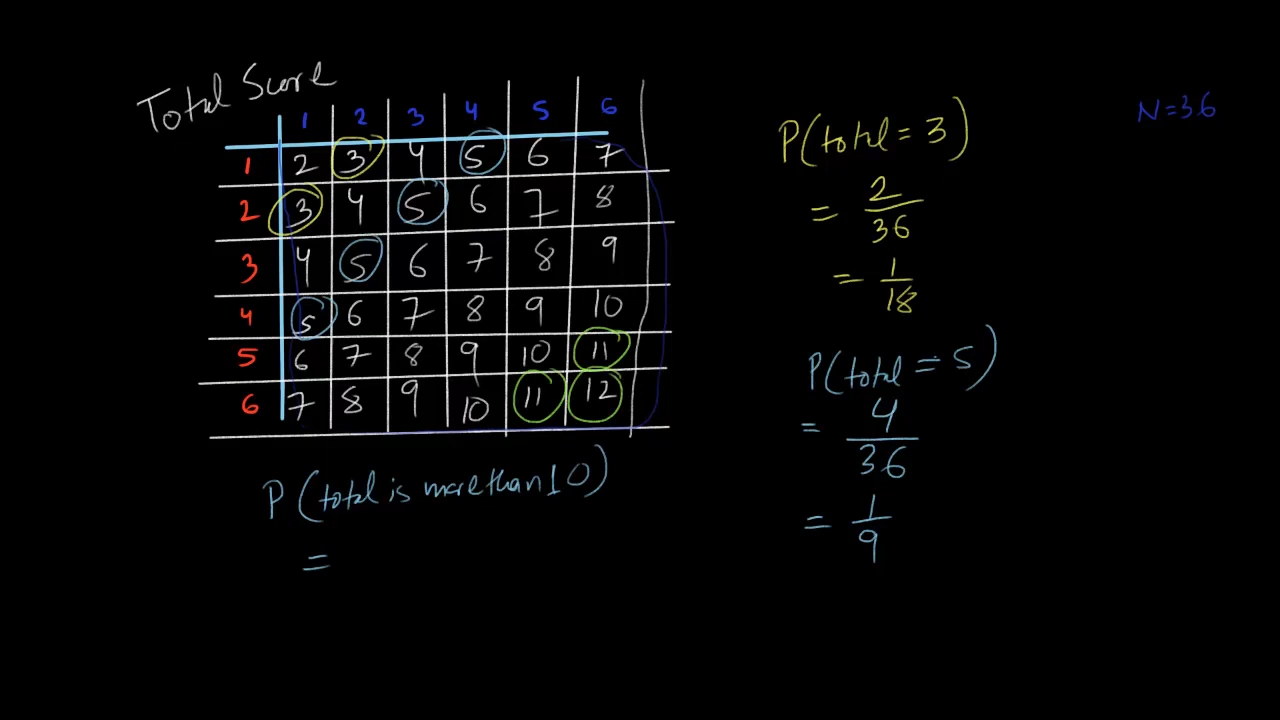 Total Score
1 2 3 4 5 6
1 2 3 4 5 6 7
2 3 4 5 6 7 8
3 4 5 6 7 8 9
4 5 6 7 8 9 10
5 6 7 8 9 10 11
6 7 8 9 10 11 12
P(total is more than 10)
=
P(total = 3)
= 2/36
= 1/18
P(total = 5)
= 4/36
= 1/9
N=36